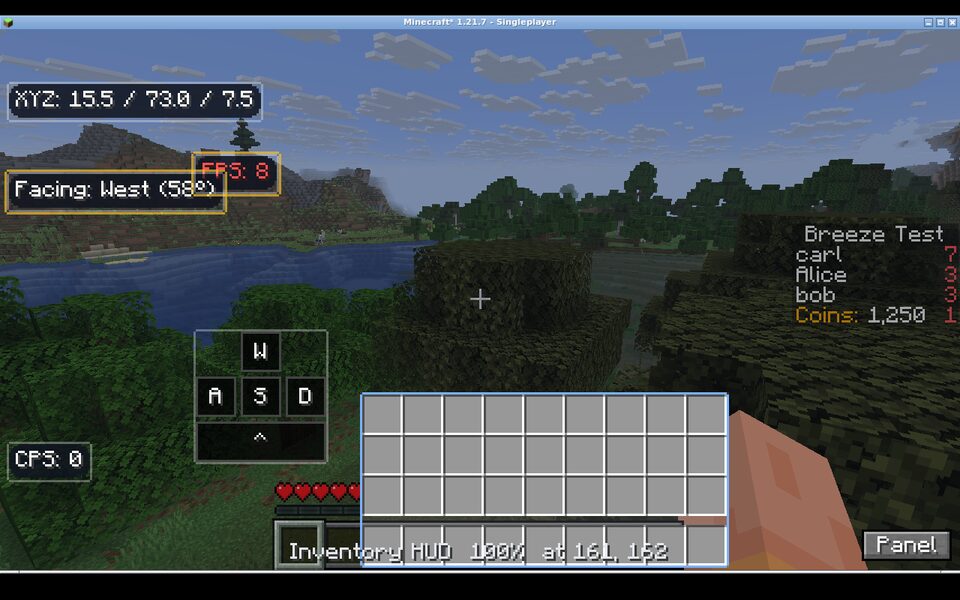 Minecraft* 1.21.7 - Singleplayer
XYZ: 15.5 / 73.0 / 7.5
FPS: 8
Facing: West (58°)
Breeze Test
carl 7
Alice 3
bob 3
Coins: 1,250 1
W
A S D
^
CPS: 0
Inventory HUD 100% at 161, 162
Panel